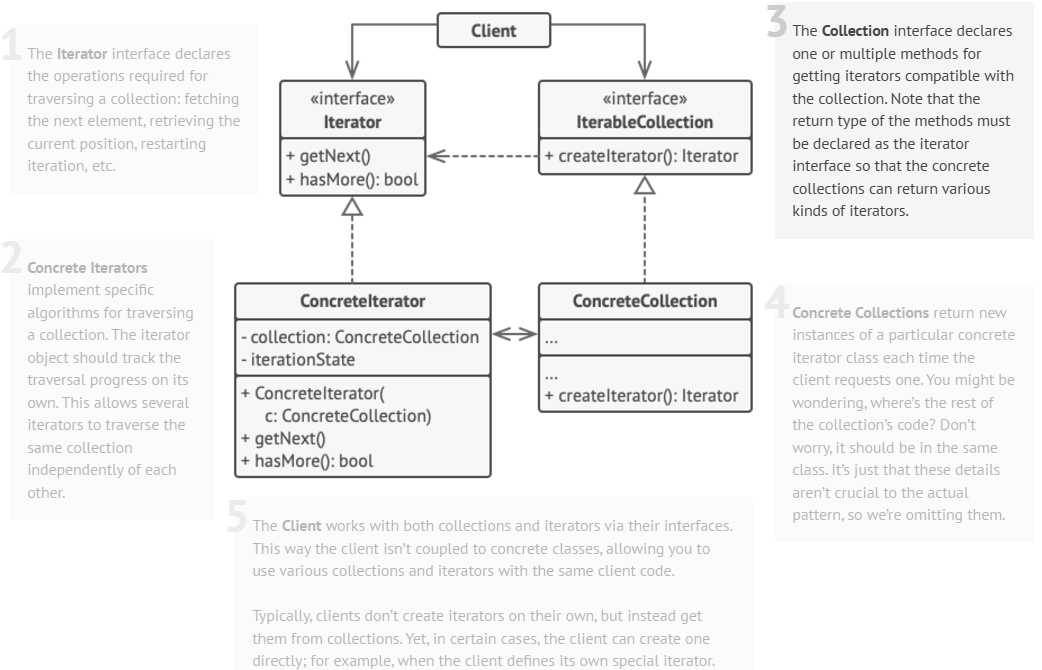 Client
1
The Iterator interface declares
the operations required for
traversing a collection: fetching
the next element, retrieving the
current position, restarting
iteration, etc.
«interface»
Iterator
+ getNext()
+ hasMore(): bool
«interface»
IterableCollection
+ createIterator(): Iterator
3
The Collection interface declares
one or multiple methods for
getting iterators compatible with
the collection. Note that the
return type of the methods must
be declared as the iterator
interface so that the concrete
collections can return various
kinds of iterators.
2
Concrete Iterators
implement specific
algorithms for traversing
a collection. The iterator
object should track the
traversal progress on its
own. This allows several
iterators to traverse the
same collection
independently of each
other.
ConcreteIterator
- collection: ConcreteCollection
- iterationState
+ ConcreteIterator(
c: ConcreteCollection)
+ getNext()
+ hasMore(): bool
ConcreteCollection
...
...
+ createIterator(): Iterator
4
Concrete Collections return new
instances of a particular concrete
iterator class each time the
client requests one. You might be
wondering, where's the rest of
the collection's code? Don't
worry, it should be in the same
class. It's just that these details
aren't crucial to the actual
pattern, so we're omitting them.
5
The Client works with both collections and iterators via their interfaces.
This way the client isn't coupled to concrete classes, allowing you to
use various collections and iterators with the same client code.
Typically, clients don't create iterators on their own, but instead get
them from collections. Yet, in certain cases, the client can create one
directly; for example, when the client defines its own special iterator.